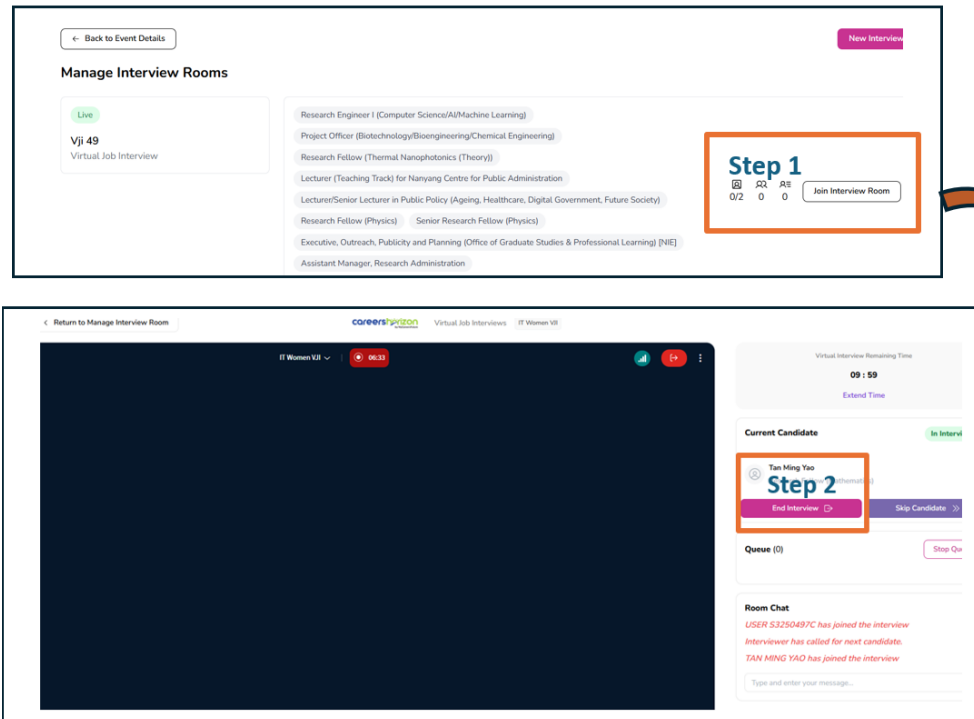 ← Back to Event Details
New Interview
Manage Interview Rooms
Live
Vji 49
Virtual Job Interview
Research Engineer I (Computer Science/AI/Machine Learning)
Project Officer (Biotechnology/Bioengineering/Chemical Engineering)
Research Fellow (Thermal Nanophotonics (Theory))
Lecturer (Teaching Track) for Nanyang Centre for Public Administration
Lecturer/Senior Lecturer in Public Policy (Ageing, Healthcare, Digital Government, Future Society)
Research Fellow (Physics) Senior Research Fellow (Physics)
Executive, Outreach, Publicity and Planning (Office of Graduate Studies & Professional Learning) [NIE]
Assistant Manager, Research Administration
Step 1
0/2 0 0
Join Interview Room
< Return to Manage Interview Room
careershorizon
Virtual Job Interviews
IT Women VJI
IT Women VJI
06:33
Virtual Interview Remaining Time
09 : 59
Extend Time
Current Candidate
In Intervi
Tan Ming Yao
Step 2
End Interview
Skip Candidate
Queue (0)
Stop Qu
Room Chat
USER S3250497C has joined the interview
Interviewer has called for next candidate.
TAN MING YAO has joined the interview
Type and enter your message...